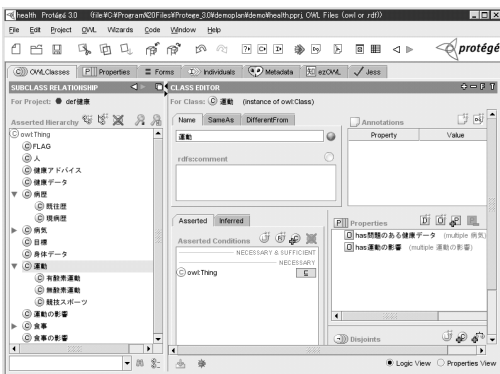 health Protégé 3.0 (file:¥C:¥Program%20Files¥Protege_3.0¥demoplan¥demo¥health.pprj, OWL Files (.owl or .rdf))
File Edit Project OWL Wizards Code Window Help
protégé
OWLClasses Properties Forms Individuals Metadata ezOWL Jess
SUBCLASS RELATIONSHIP
For Project: def健康
Asserted Hierarchy
owl:Thing
FLAG
人
健康アドバイス
健康データ
病歴
既往歴
現病歴
病気
目標
身体データ
運動
有酸素運動
無酸素運動
競技スポーツ
運動の影響
食事
食事の影響
CLASS EDITOR
For Class: 運動 (instance of owl:Class)
Name SameAs DifferentFrom
運動
rdfs:comment
Annotations
Property Value
Asserted Inferred
Asserted Conditions
NECESSARY & SUFFICIENT
NECESSARY
owl:Thing
Properties
has問題のある健康データ (multiple 病気)
has運動の影響 (multiple 運動の影響)
Disjoints
Logic View Properties View